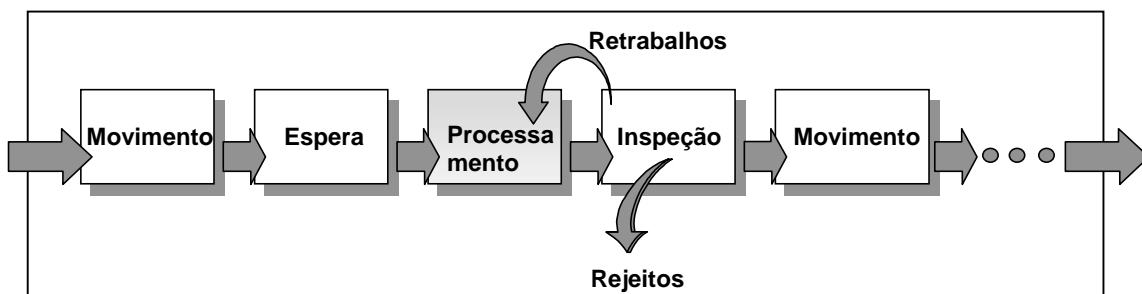 Retrabalhos
Movimento
Espera
Processa
mento
Inspeção
Movimento
Rejeitos